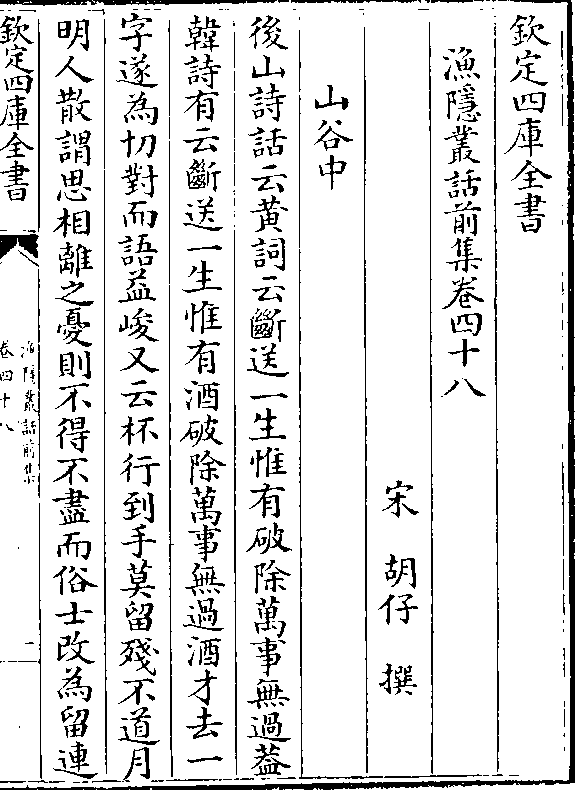 欽定四庫全書
漁隱叢話前集卷四十八
宋 胡仔 撰
山谷中
後山詩話云黄詞云斷送一生惟有破除萬事無過葢
韓詩有云斷送一生惟有酒破除萬事無過酒才去一
字遂為切對而語益峻又云杯行到手莫留殘不道月
明人散謂思相離之憂則不得不盡而俗士改為留連
欽定四庫全書
漁隱叢話前集
卷四十八
一